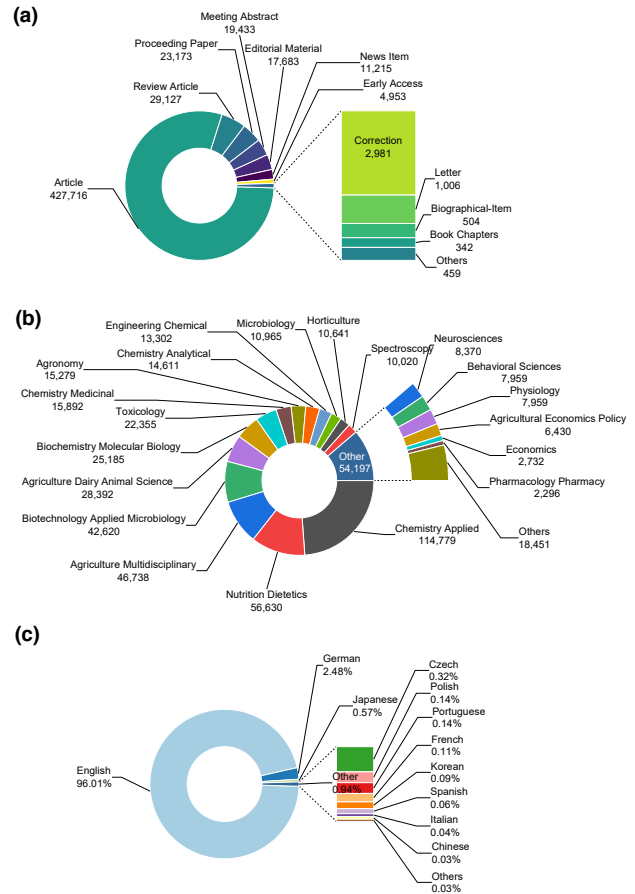 (a)
Meeting Abstract
19,433
Proceeding Paper
23,173
Editorial Material
17,683
News Item
11,215
Early Access
4,953
Review Article
29,127
Article
427,716
Correction
2,981
Letter
1,006
Biographical-Item
504
Book Chapters
342
Others
459
(b)
Engineering Chemical
13,302
Microbiology
10,965
Horticulture
10,641
Chemistry Analytical
14,611
Spectroscopy
10,020
Neurosciences
8,370
Agronomy
15,279
Behavioral Sciences
7,959
Chemistry Medicinal
15,892
Physiology
7,959
Toxicology
22,355
Agricultural Economics Policy
6,430
Biochemistry Molecular Biology
25,185
Other
54,197
Economics
2,732
Agriculture Dairy Animal Science
28,392
Pharmacology Pharmacy
2,296
Biotechnology Applied Microbiology
42,620
Chemistry Applied
114,779
Others
18,451
Agriculture Multidisciplinary
46,738
Nutrition Dietetics
56,630
(c)
German
2.48%
Czech
0.32%
Japanese
0.57%
Polish
0.14%
Portuguese
0.14%
French
0.11%
English
96.01%
Other
0.94%
Korean
0.09%
Spanish
0.06%
Italian
0.04%
Chinese
0.03%
Others
0.03%